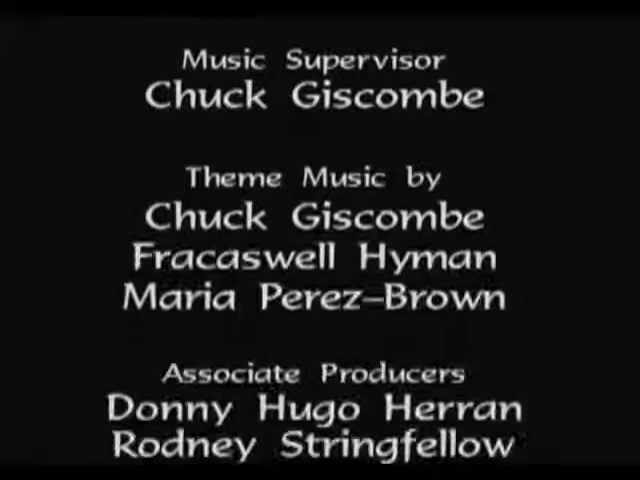 Music Supervisor
Chuck Giscombe
Theme Music by
Chuck Giscombe
Fracaswell Hyman
Maria Perez-Brown
Associate Producers
Donny Hugo Herran
Rodney Stringfellow